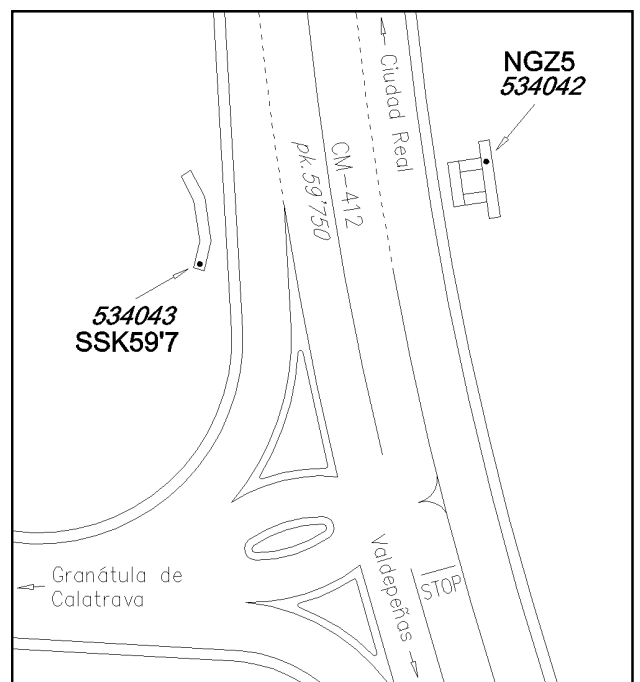 NGZ5
534042
Ciudad Real
CM-412
pk.59'750
534043
SSK59'7
Granátula de
Calatrava
Valdepeñas
STOP